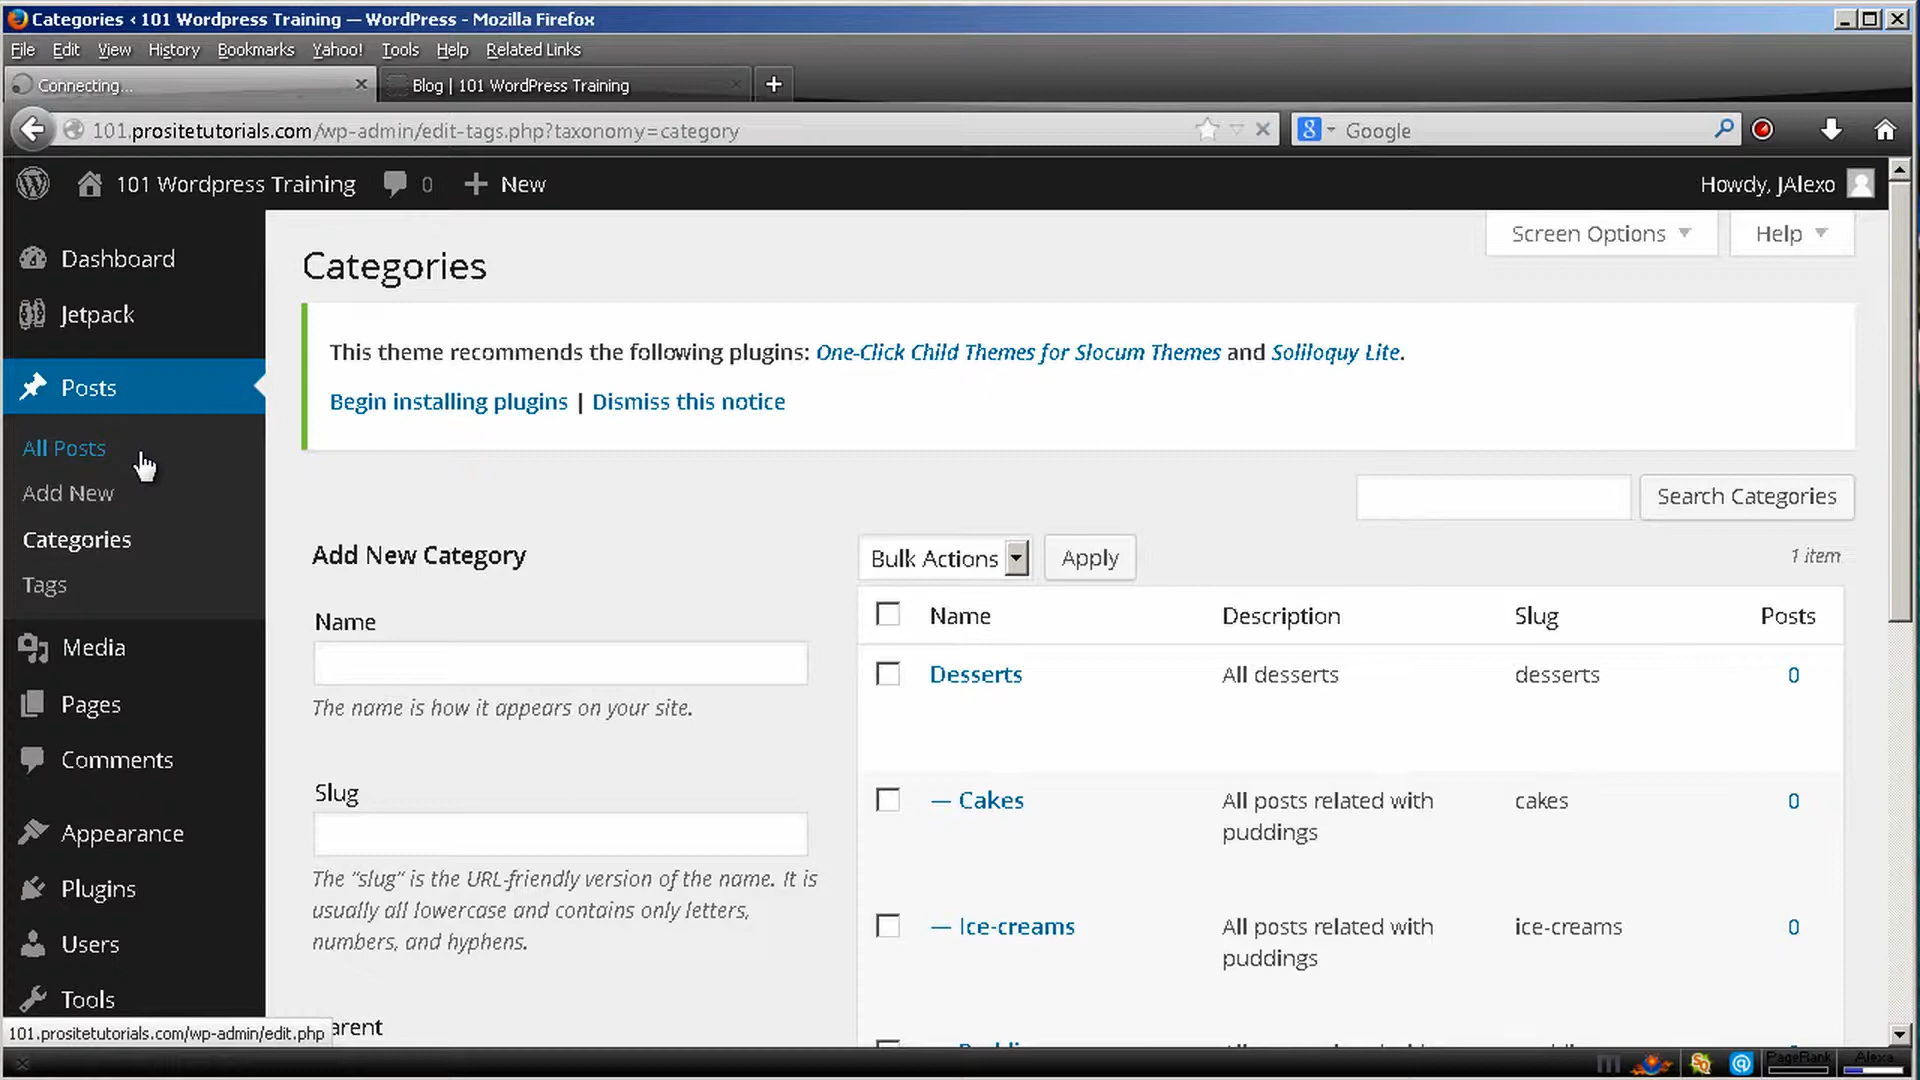 Categories ‹ 101 Wordpress Training — WordPress - Mozilla Firefox
File Edit View History Bookmarks Yahoo! Tools Help Related Links
Connecting... Blog | 101 WordPress Training
101.prositetutorials.com/wp-admin/edit-tags.php?taxonomy=category Google
101 Wordpress Training 0 New Howdy, JAlexo
Screen Options Help
Dashboard
Jetpack
Posts
All Posts
Add New
Categories
Tags
Media
Pages
Comments
Appearance
Plugins
Users
Tools
Categories
This theme recommends the following plugins: One-Click Child Themes for Slocum Themes and Soliloquy Lite.
Begin installing plugins | Dismiss this notice
Search Categories
Add New Category
Name
The name is how it appears on your site.
Slug
The “slug” is the URL-friendly version of the name. It is
usually all lowercase and contains only letters,
numbers, and hyphens.
Bulk Actions Apply 1 item
Name Description Slug Posts
Desserts All desserts desserts 0
— Cakes All posts related with puddings cakes 0
— Ice-creams All posts related with puddings ice-creams 0
101.prositetutorials.com/wp-admin/edit.php
PageRank Alexa